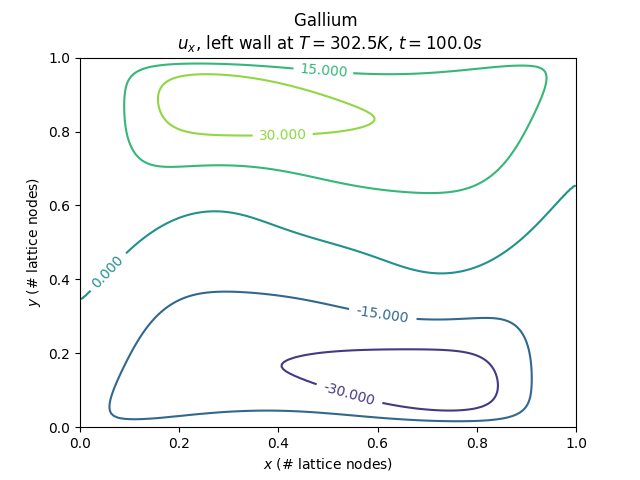 Gallium
u_x, left wall at T = 302.5K, t = 100.0s
1.0
0.8
0.6
0.4
0.2
0.0
y (# lattice nodes)
15.000
30.000
0.000
-15.000
-30.000
0.0 0.2 0.4 0.6 0.8 1.0
x (# lattice nodes)